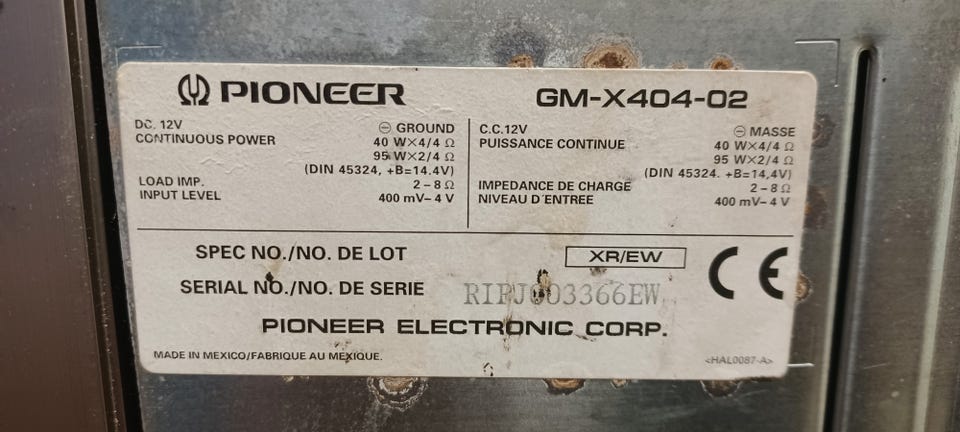 PIONEER
GM-X404-02
DC. 12V ⊖ GROUND
CONTINUOUS POWER 40 W×4/4 Ω
95 W×2/4 Ω
(DIN 45324, +B=14,4V)
LOAD IMP. 2–8 Ω
INPUT LEVEL 400 mV–4 V
C.C.12V ⊖ MASSE
PUISSANCE CONTINUE 40 W×4/4 Ω
95 W×2/4 Ω
(DIN 45324. +B=14,4V)
IMPEDANCE DE CHARGE 2–8 Ω
NIVEAU D'ENTREE 400 mV–4 V
SPEC NO./NO. DE LOT XR/EW
SERIAL NO./NO. DE SERIE
CE
PIONEER ELECTRONIC CORP.
MADE IN MEXICO/FABRIQUE AU MEXIQUE.
<HAL0087-A>